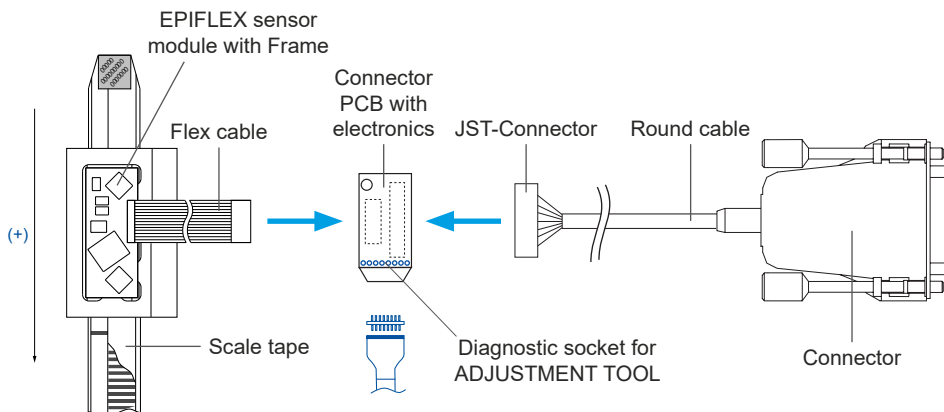 EPIFLEX sensor
module with Frame
Flex cable
Connector
PCB with
electronics
JST-Connector
Round cable
(+)
Scale tape
Diagnostic socket for
ADJUSTMENT TOOL
Connector